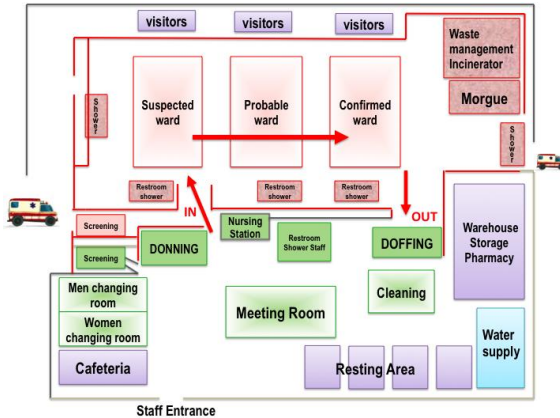 visitors
visitors
visitors
Waste
management
Incinerator
Morgue
Shower
Suspected
ward
Probable
ward
Confirmed
ward
Shower
Restroom
shower
Restroom
shower
Restroom
shower
IN
OUT
Screening
Nursing
Station
DONNING
Restroom
Shower Staff
DOFFING
Warehouse
Storage
Pharmacy
Screening
Men changing
room
Women
changing room
Cafeteria
Meeting Room
Cleaning
Water
supply
Resting Area
Staff Entrance